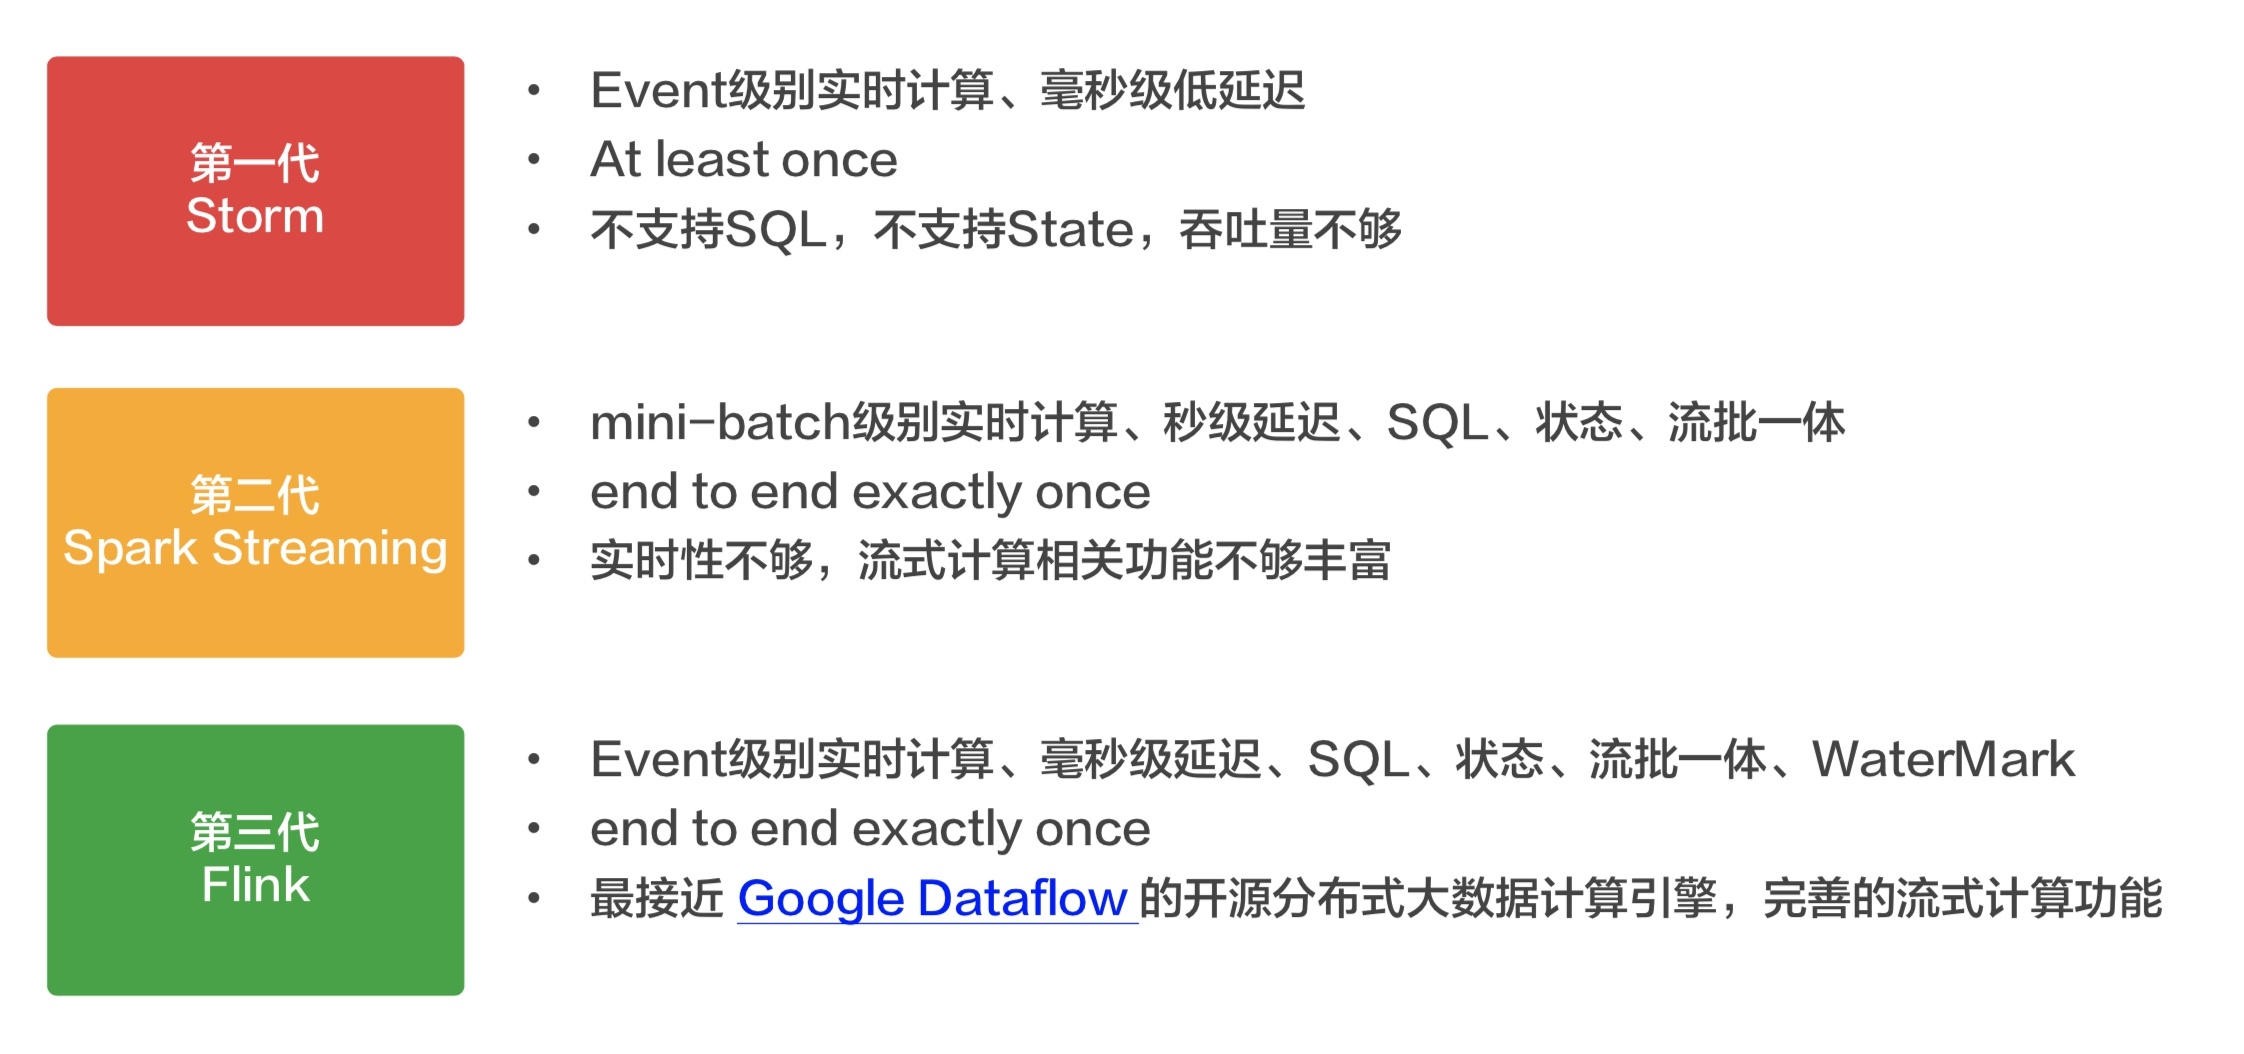 第一代
Storm
• Event级别实时计算、毫秒级低延迟
• At least once
• 不支持SQL，不支持State，吞吐量不够
第二代
Spark Streaming
• mini-batch级别实时计算、秒级延迟、SQL、状态、流批一体
• end to end exactly once
• 实时性不够，流式计算相关功能不够丰富
第三代
Flink
• Event级别实时计算、毫秒级延迟、SQL、状态、流批一体、WaterMark
• end to end exactly once
• 最接近 Google Dataflow 的开源分布式大数据计算引擎，完善的流式计算功能